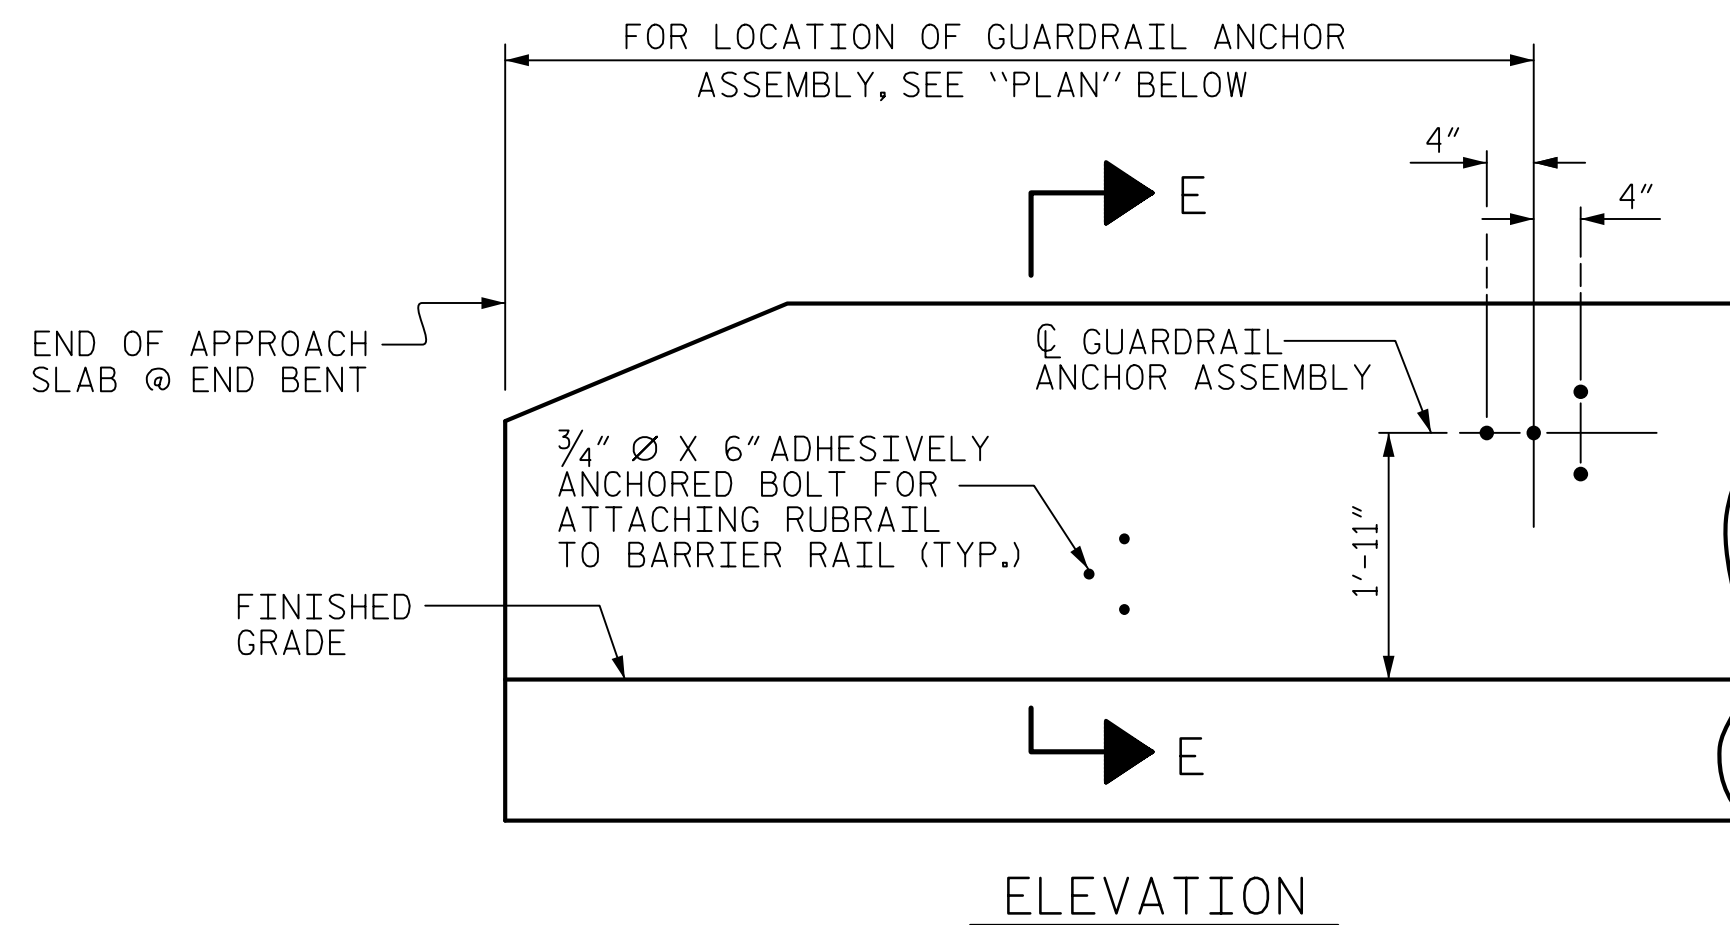 FOR LOCATION OF GUARDRAIL ANCHOR
ASSEMBLY, SEE ‶PLAN″ BELOW
4″
4″
E
END OF APPROACH
SLAB @ END BENT
℄ GUARDRAIL
ANCHOR ASSEMBLY
¾″ Ø X 6″ ADHESIVELY
ANCHORED BOLT FOR
ATTACHING RUBRAIL
TO BARRIER RAIL (TYP.)
1′-11″
FINISHED
GRADE
E
ELEVATION